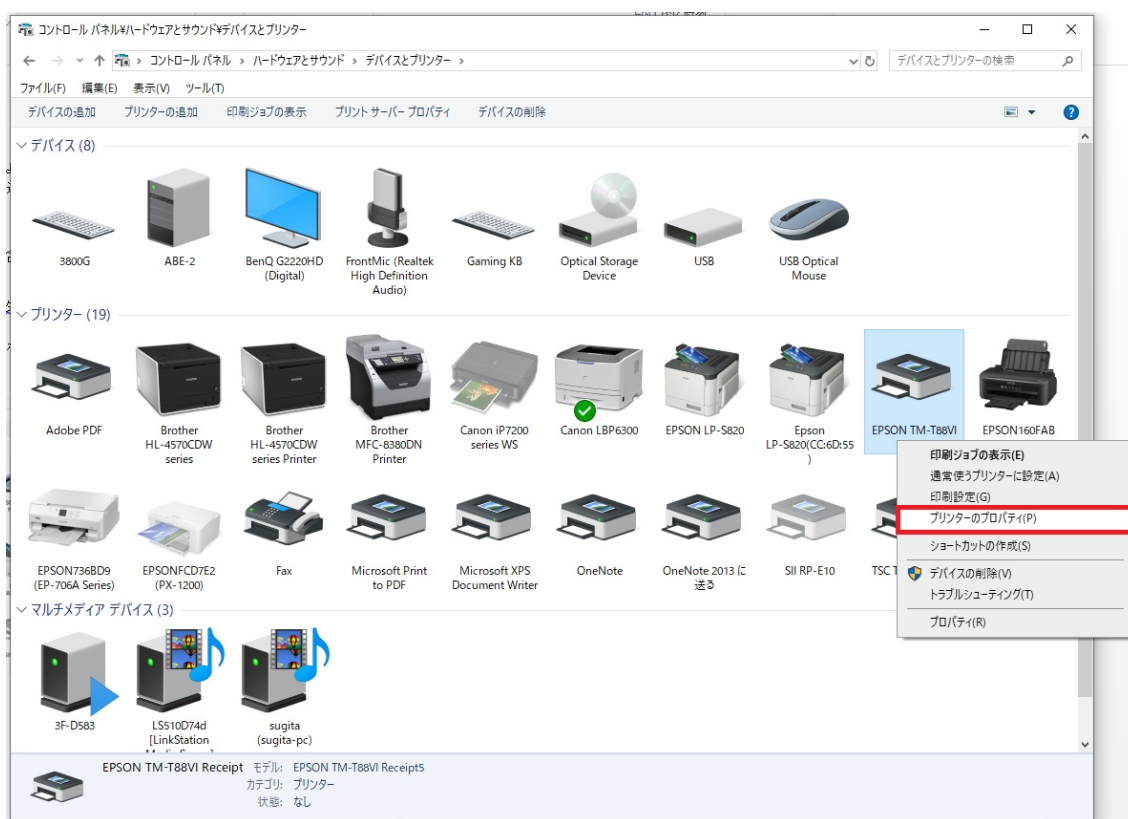 コントロール パネル¥ハードウェアとサウンド¥デバイスとプリンター
コントロール パネル › ハードウェアとサウンド › デバイスとプリンター ›
デバイスとプリンターの検索
ファイル(F) 編集(E) 表示(V) ツール(T)
デバイスの追加 プリンターの追加 印刷ジョブの表示 プリント サーバー プロパティ デバイスの削除
デバイス (8)
3800G
ABE-2
BenQ G2220HD
(Digital)
FrontMic (Realtek
High Definition
Audio)
Gaming KB
Optical Storage
Device
USB
USB Optical
Mouse
プリンター (19)
Adobe PDF
Brother
HL-4570CDW
series
Brother
HL-4570CDW
series Printer
Brother
MFC-8380DN
Printer
Canon iP7200
series WS
Canon LBP6300
EPSON LP-S820
Epson
LP-S820(CC:6D:55
)
EPSON TM-T88VI
EPSON160FAB
印刷ジョブの表示(E)
通常使うプリンターに設定(A)
印刷設定(G)
プリンターのプロパティ(P)
ショートカットの作成(S)
デバイスの削除(V)
トラブルシューティング(T)
プロパティ(R)
EPSON736BD9
(EP-706A Series)
EPSONFCD7E2
(PX-1200)
Fax
Microsoft Print
to PDF
Microsoft XPS
Document Writer
OneNote
OneNote 2013 に
送る
SII RP-E10
TSC
マルチメディア デバイス (3)
3F-D583
LS510D74d
[LinkStation
sugita
(sugita-pc)
EPSON TM-T88VI Receipt モデル: EPSON TM-T88VI Receipt5
カテゴリ: プリンター
状態: なし